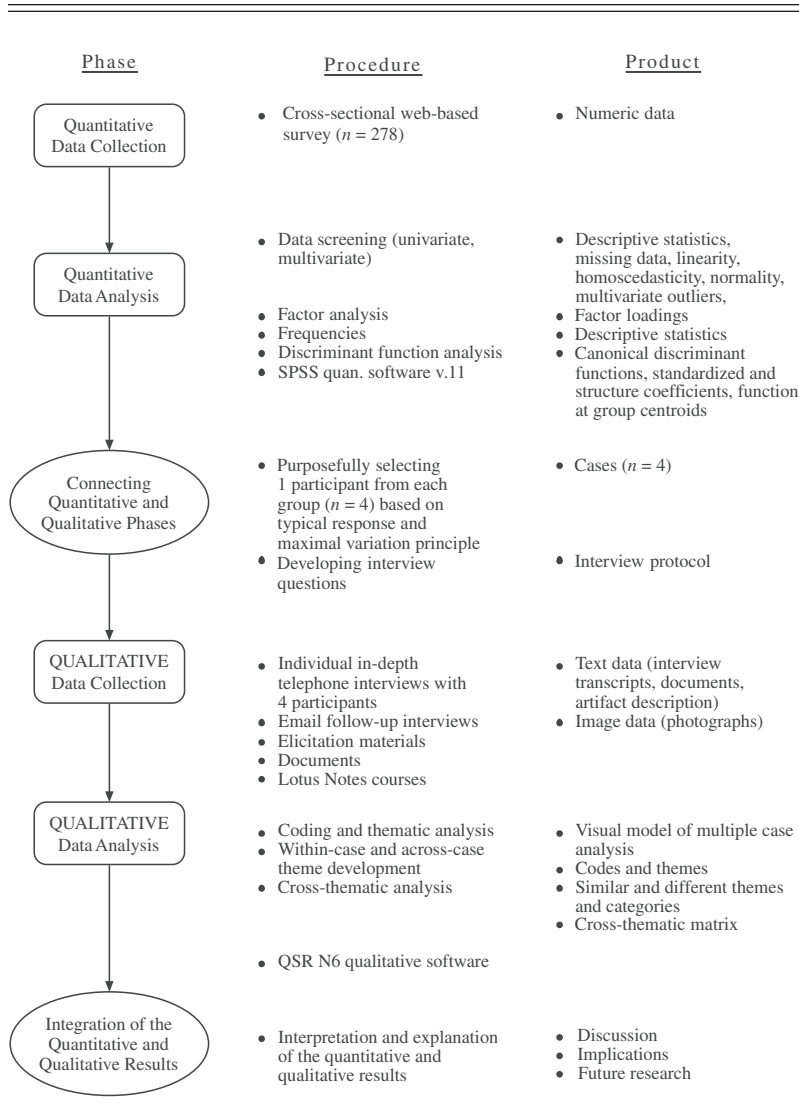 Phase
Procedure
Product
Quantitative
Data Collection
• Cross-sectional web-based
survey (n = 278)
• Numeric data
Quantitative
Data Analysis
• Data screening (univariate,
multivariate)
• Factor analysis
• Frequencies
• Discriminant function analysis
• SPSS quan. software v.11
• Descriptive statistics,
missing data, linearity,
homoscedasticity, normality,
multivariate outliers,
• Factor loadings
• Descriptive statistics
• Canonical discriminant
functions, standardized and
structure coefficients, function
at group centroids
Connecting
Quantitative and
Qualitative Phases
• Purposefully selecting
1 participant from each
group (n = 4) based on
typical response and
maximal variation principle
• Developing interview
questions
• Cases (n = 4)
• Interview protocol
QUALITATIVE
Data Collection
• Individual in-depth
telephone interviews with
4 participants
• Email follow-up interviews
• Elicitation materials
• Documents
• Lotus Notes courses
• Text data (interview
transcripts, documents,
artifact description)
• Image data (photographs)
QUALITATIVE
Data Analysis
• Coding and thematic analysis
• Within-case and across-case
theme development
• Cross-thematic analysis
• QSR N6 qualitative software
• Visual model of multiple case
analysis
• Codes and themes
• Similar and different themes
and categories
• Cross-thematic matrix
Integration of the
Quantitative and
Qualitative Results
• Interpretation and explanation
of the quantitative and
qualitative results
• Discussion
• Implications
• Future research